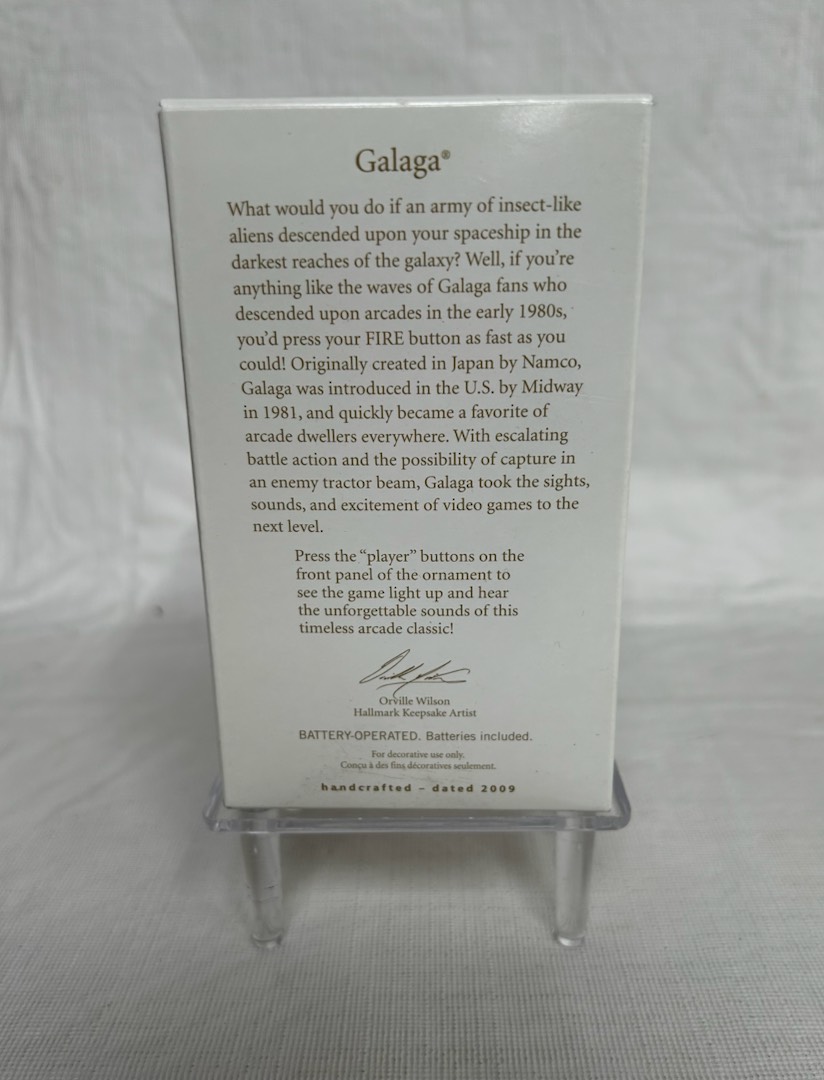 Galaga®
What would you do if an army of insect-like
aliens descended upon your spaceship in the
darkest reaches of the galaxy? Well, if you're
anything like the waves of Galaga fans who
descended upon arcades in the early 1980s,
you'd press your FIRE button as fast as you
could! Originally created in Japan by Namco,
Galaga was introduced in the U.S. by Midway
in 1981, and quickly became a favorite of
arcade dwellers everywhere. With escalating
battle action and the possibility of capture in
an enemy tractor beam, Galaga took the sights,
sounds, and excitement of video games to the
next level.
Press the "player" buttons on the
front panel of the ornament to
see the game light up and hear
the unforgettable sounds of this
timeless arcade classic!
Orville Wilson
Hallmark Keepsake Artist
BATTERY-OPERATED. Batteries included.
For decorative use only.
Conçu à des fins décoratives seulement.
handcrafted – dated 2009